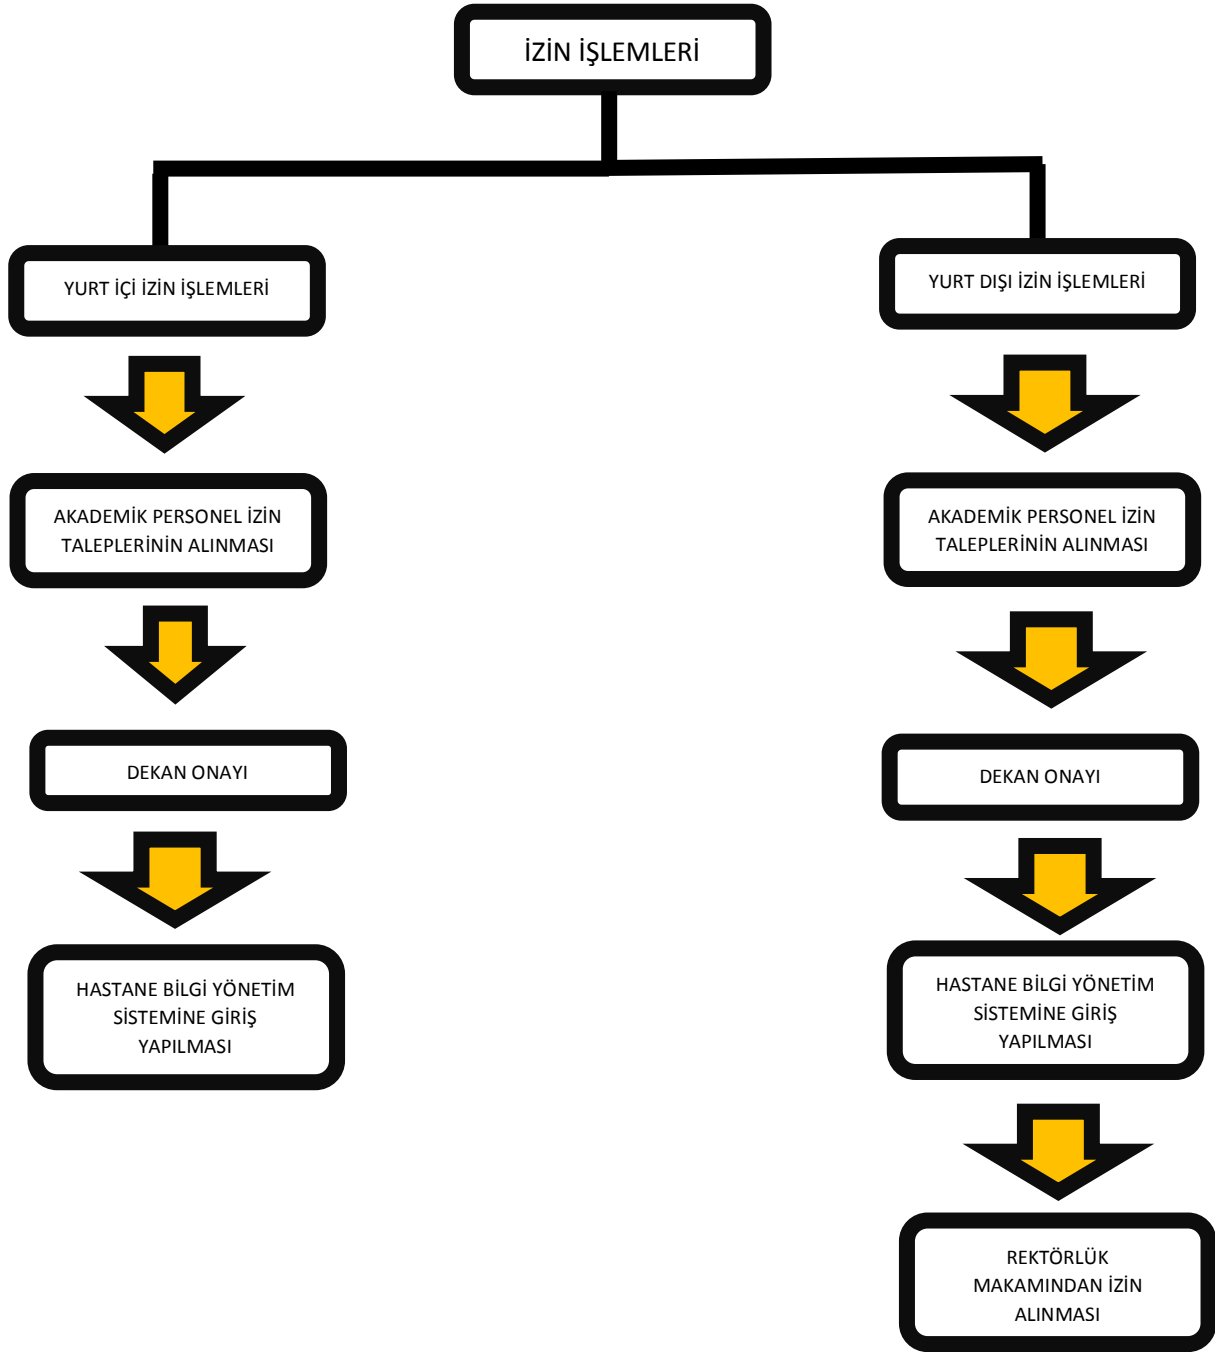 İZİN İŞLEMLERİ
YURT İÇİ İZİN İŞLEMLERİ
AKADEMİK PERSONEL İZİN
TALEPLERİNİN ALINMASI
DEKAN ONAYI
HASTANE BİLGİ YÖNETİM
SİSTEMİNE GİRİŞ
YAPILMASI
YURT DIŞI İZİN İŞLEMLERİ
AKADEMİK PERSONEL İZİN
TALEPLERİNİN ALINMASI
DEKAN ONAYI
HASTANE BİLGİ YÖNETİM
SİSTEMİNE GİRİŞ
YAPILMASI
REKTÖRLÜK
MAKAMINDAN İZİN
ALINMASI